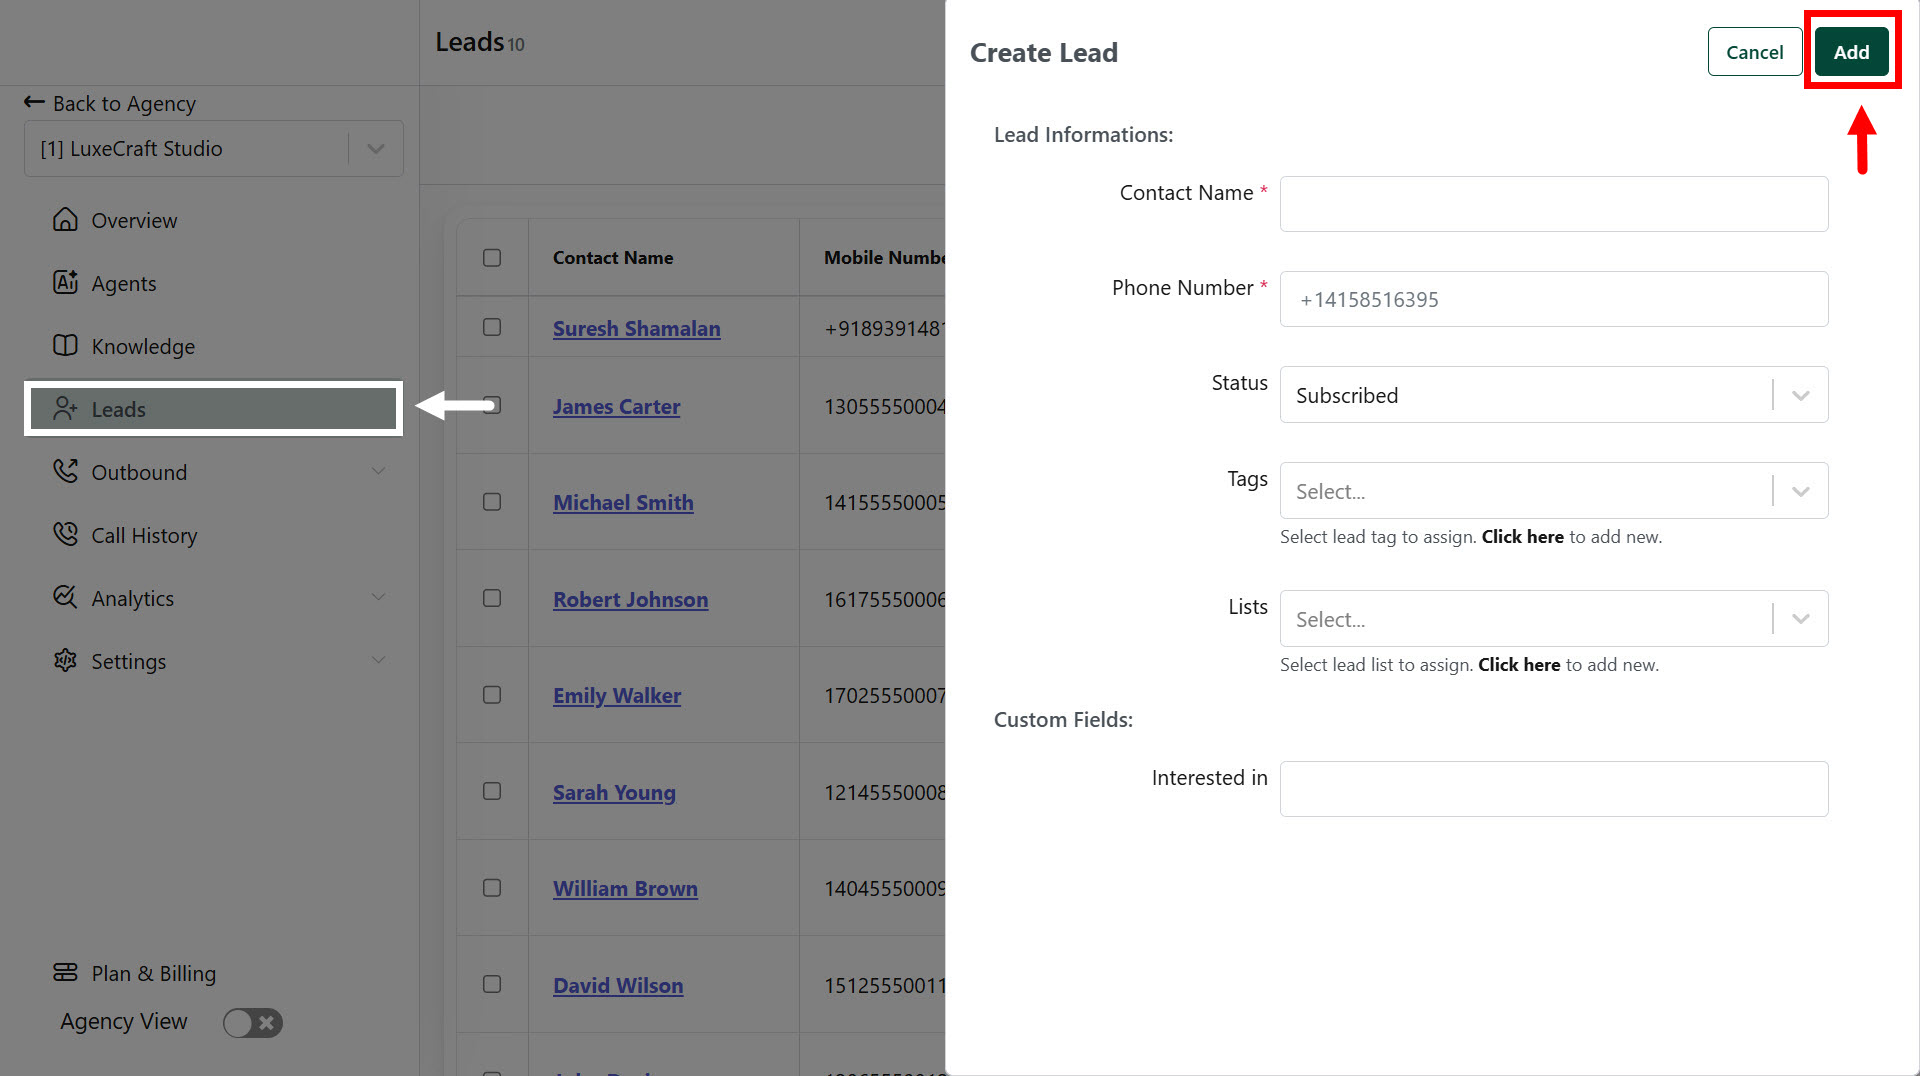 Leads 10
Back to Agency
[1] LuxeCraft Studio
Overview
Agents
Knowledge
Leads
Outbound
Call History
Analytics
Settings
Plan & Billing
Agency View
Contact Name Mobile Numbe
Suresh Shamalan +918939148
James Carter 13055550004
Michael Smith 14155550005
Robert Johnson 16175550006
Emily Walker 17025550007
Sarah Young 12145550008
William Brown 14045550009
David Wilson 15125550011
Create Lead
Cancel
Add
Lead Informations:
Contact Name *
Phone Number * +14158516395
Status Subscribed
Tags Select...
Select lead tag to assign. Click here to add new.
Lists Select...
Select lead list to assign. Click here to add new.
Custom Fields:
Interested in